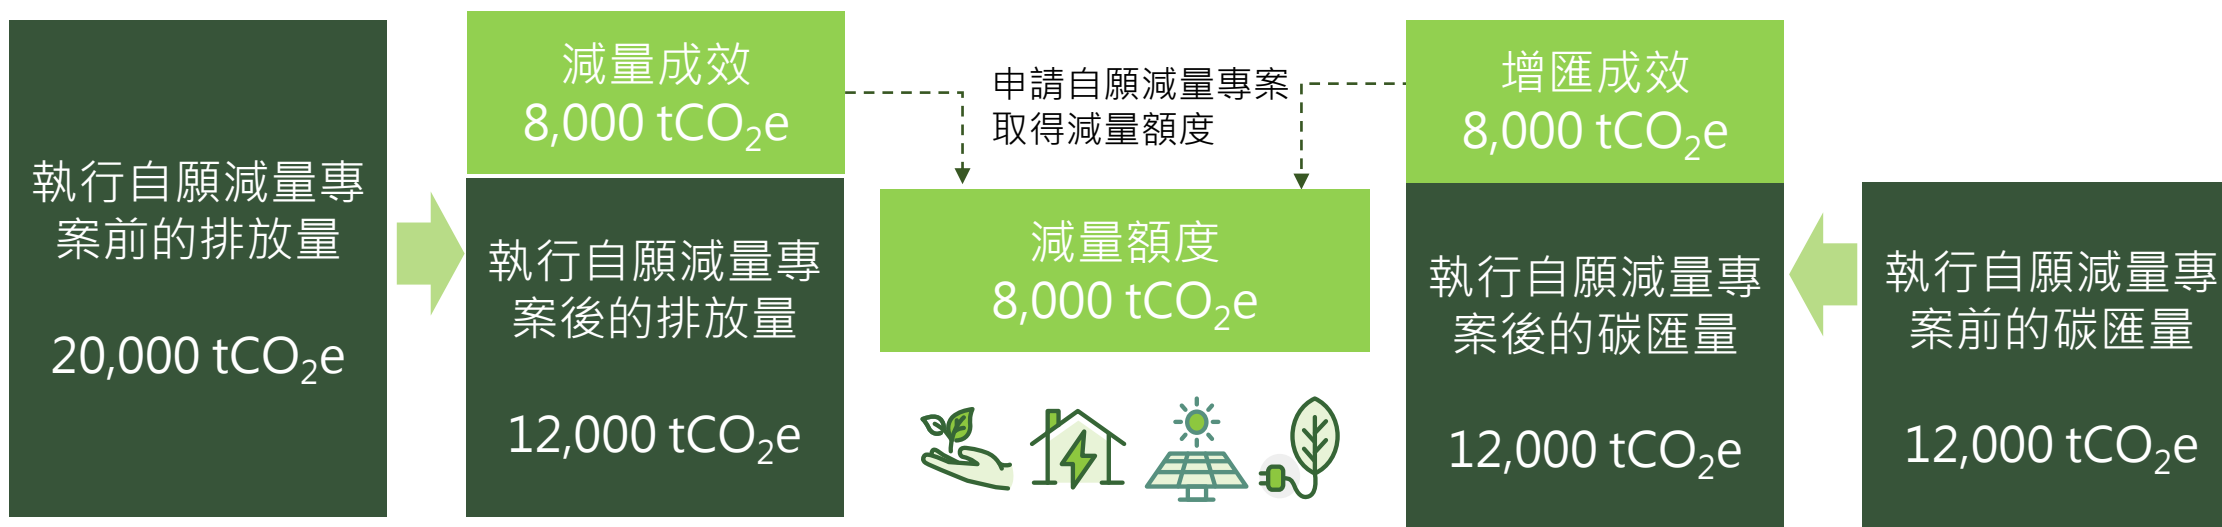 執行自願減量專
案前的排放量
20,000 tCO₂e
減量成效
8,000 tCO₂e
執行自願減量專
案後的排放量
12,000 tCO₂e
申請自願減量專案
取得減量額度
減量額度
8,000 tCO₂e
增匯成效
8,000 tCO₂e
執行自願減量專
案後的碳匯量
12,000 tCO₂e
執行自願減量專
案前的碳匯量
12,000 tCO₂e